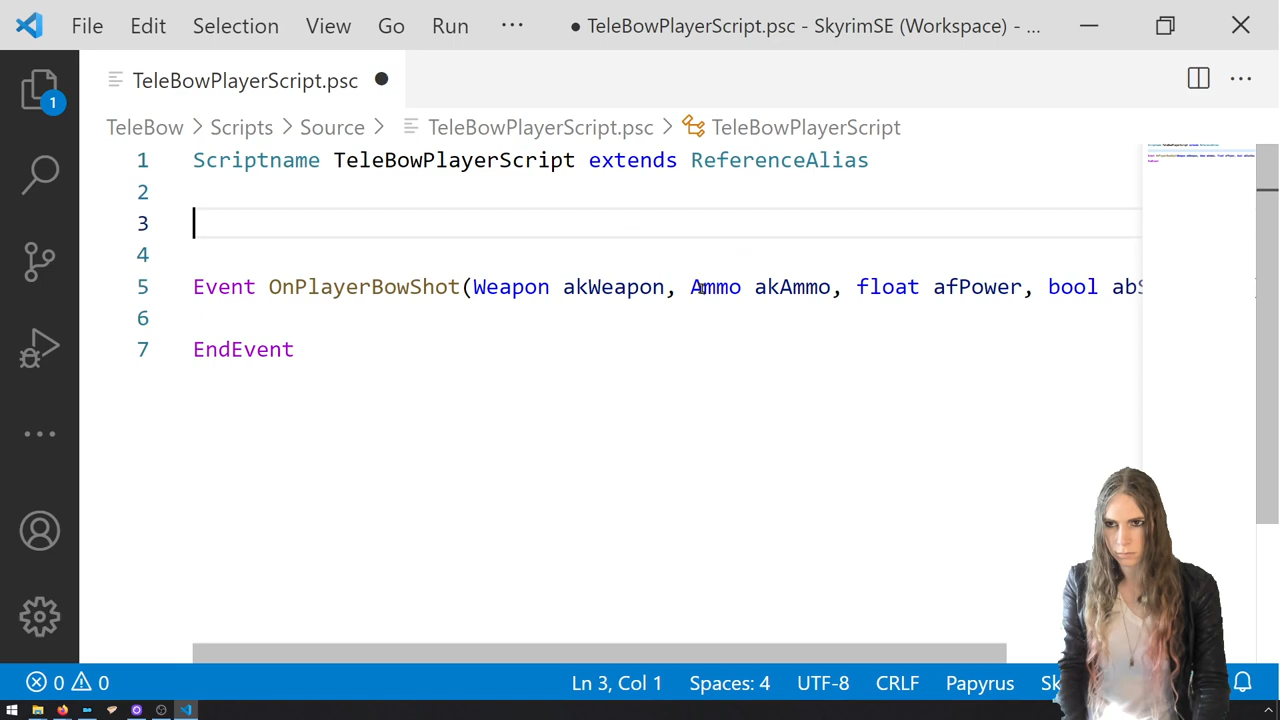 File Edit Selection View Go Run ··· ● TeleBowPlayerScript.psc - SkyrimSE (Workspace) - ...
TeleBowPlayerScript.psc
1
TeleBow > Scripts > Source > TeleBowPlayerScript.psc > TeleBowPlayerScript
1 Scriptname TeleBowPlayerScript extends ReferenceAlias
2
3
4
5 Event OnPlayerBowShot(Weapon akWeapon, Ammo akAmmo, float afPower, bool abS
6
7 EndEvent
0 0 Ln 3, Col 1 Spaces: 4 UTF-8 CRLF Papyrus Sk